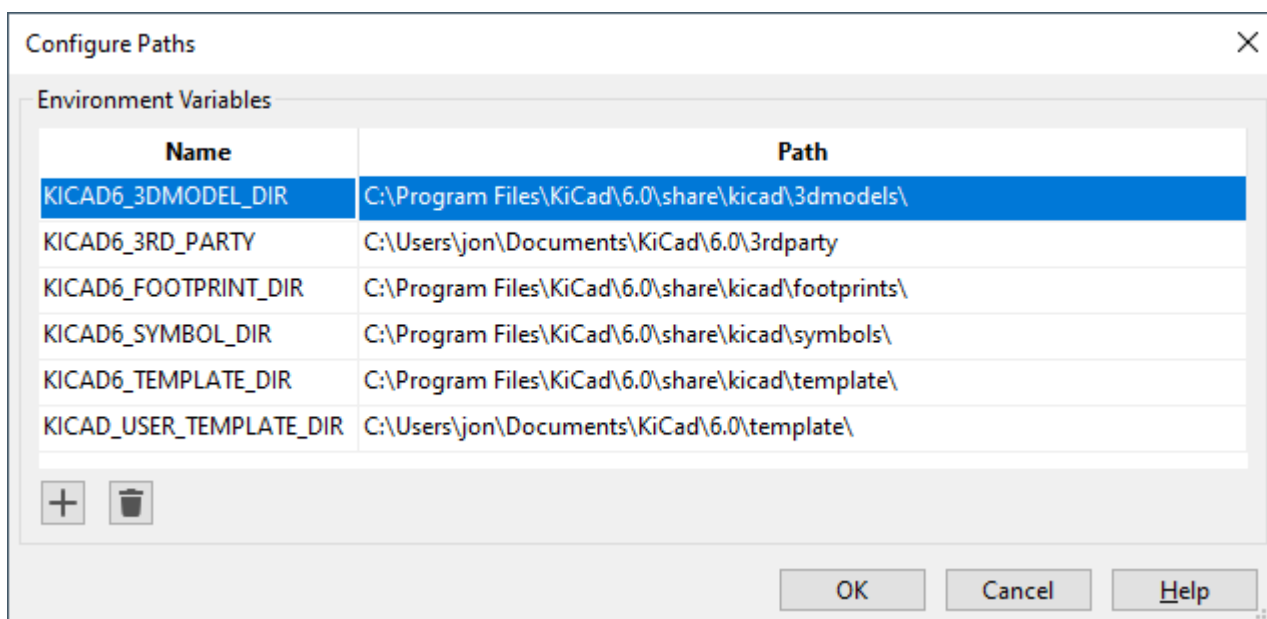 Configure Paths
Environment Variables
Name Path
KICAD6_3DMODEL_DIR C:\Program Files\KiCad\6.0\share\kicad\3dmodels\
KICAD6_3RD_PARTY C:\Users\jon\Documents\KiCad\6.0\3rdparty
KICAD6_FOOTPRINT_DIR C:\Program Files\KiCad\6.0\share\kicad\footprints\
KICAD6_SYMBOL_DIR C:\Program Files\KiCad\6.0\share\kicad\symbols\
KICAD6_TEMPLATE_DIR C:\Program Files\KiCad\6.0\share\kicad\template\
KICAD_USER_TEMPLATE_DIR C:\Users\jon\Documents\KiCad\6.0\template\
OK Cancel Help